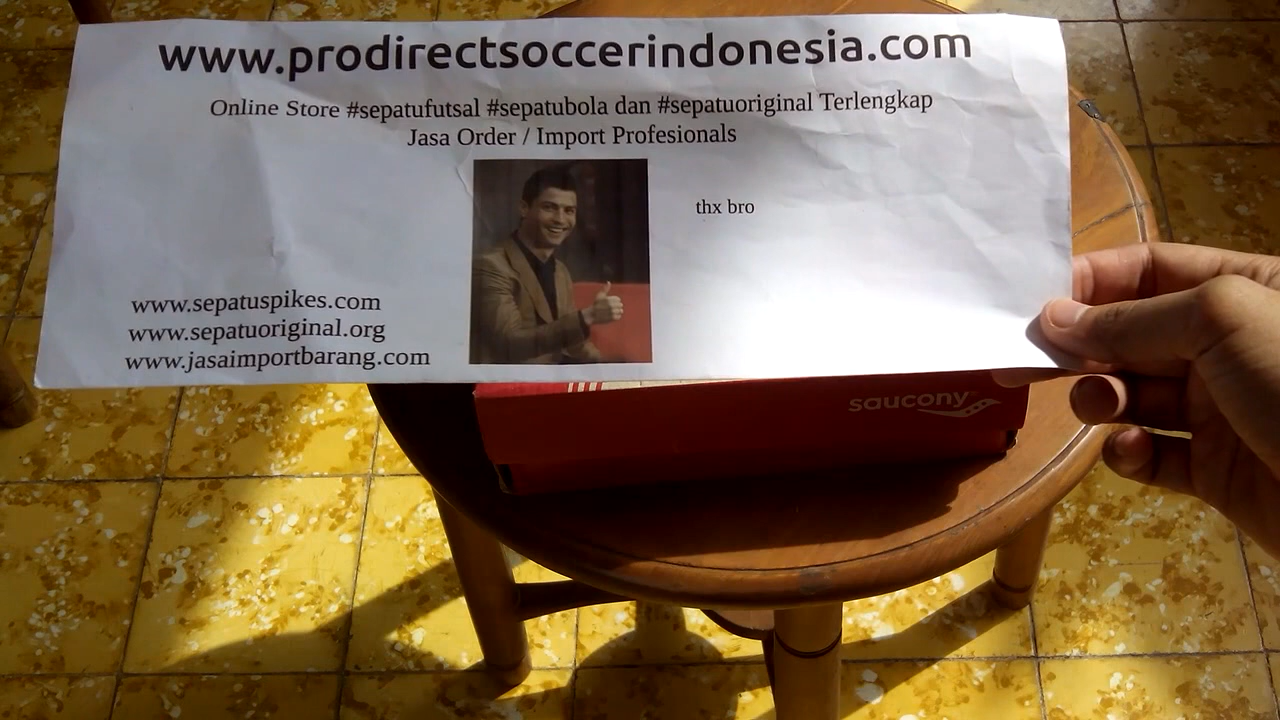 www.prodirectsoccerindonesia.com
Online Store #sepatufutsal #sepatubola dan #sepatuoriginal Terlengkap
Jasa Order / Import Profesionals
thx bro
www.sepatuspikes.com
www.sepatuoriginal.org
www.jasaimportbarang.com
saucony